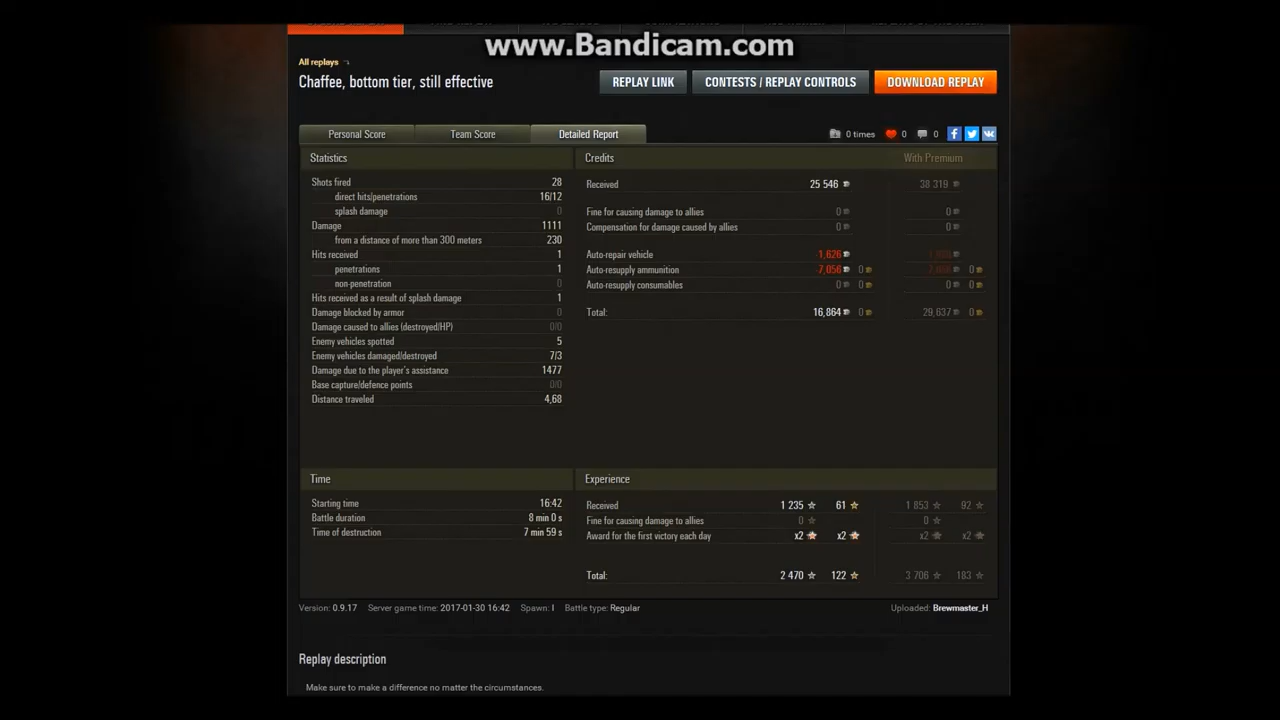 www.Bandicam.com
All replays
Chaffee, bottom tier, still effective
REPLAY LINK
CONTESTS / REPLAY CONTROLS
DOWNLOAD REPLAY
Personal Score
Team Score
Detailed Report
0 times 0 0
Statistics
Shots fired 28
direct hits/penetrations 16/12
splash damage 0
Damage 1111
from a distance of more than 300 meters 230
Hits received 1
penetrations 1
non-penetration 0
Hits received as a result of splash damage 1
Damage blocked by armor 0
Damage caused to allies (destroyed/HP) 0/0
Enemy vehicles spotted 5
Enemy vehicles damaged/destroyed 7/3
Damage due to the player's assistance 1477
Base capture/defence points 0/0
Distance traveled 4,68
Credits With Premium
Received 25 546 38 319
Fine for causing damage to allies 0 0
Compensation for damage caused by allies 0 0
Auto-repair vehicle -1,626
Auto-resupply ammunition -7,056 0 0
Auto-resupply consumables 0 0 0 0
Total: 16,864 0 29,637 0
Time
Starting time 16:42
Battle duration 8 min 0 s
Time of destruction 7 min 59 s
Experience
Received 1 235 61 1 853 92
Fine for causing damage to allies 0 0
Award for the first victory each day x2 x2 x2 x2
Total: 2 470 122 3 706 183
Version: 0.9.17 Server game time: 2017-01-30 16:42 Spawn: I Battle type: Regular Uploaded: Brewmaster_H
Replay description
Make sure to make a difference no matter the circumstances.